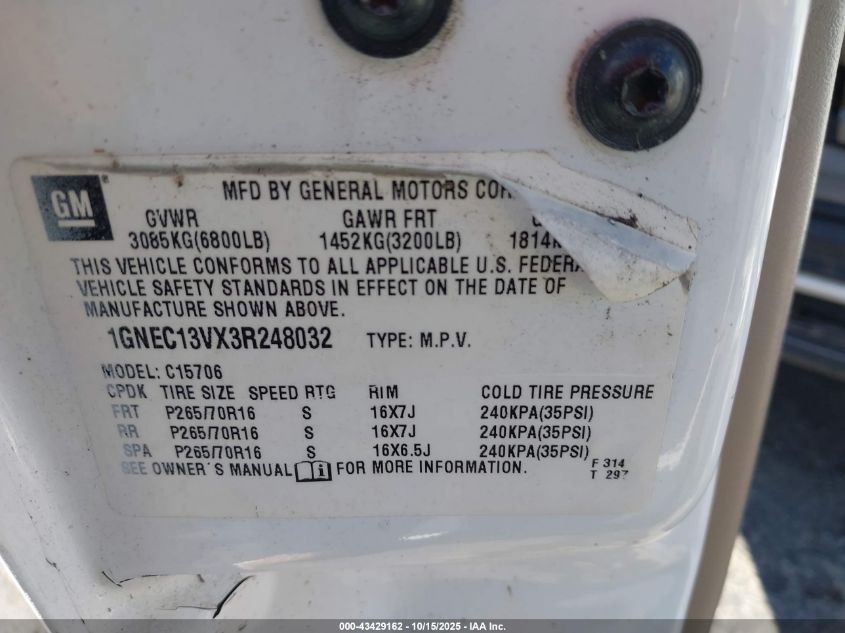 GM®
MFD BY GENERAL MOTORS COR
GVWR GAWR FRT
3085KG(6800LB) 1452KG(3200LB) 1814K
THIS VEHICLE CONFORMS TO ALL APPLICABLE U.S. FEDERA
VEHICLE SAFETY STANDARDS IN EFFECT ON THE DATE OF
MANUFACTURE SHOWN ABOVE.
1GNEC13VX3R248032 TYPE: M.P.V.
MODEL: C15706
CPDK TIRE SIZE SPEED RTG RIM COLD TIRE PRESSURE
FRT P265/70R16 S 16X7J 240KPA(35PSI)
RR P265/70R16 S 16X7J 240KPA(35PSI)
SPA P265/70R16 S 16X6.5J 240KPA(35PSI)
SEE OWNER'S MANUAL FOR MORE INFORMATION.
F 314
T 297
000-43429162 - 10/15/2025 - IAA Inc.